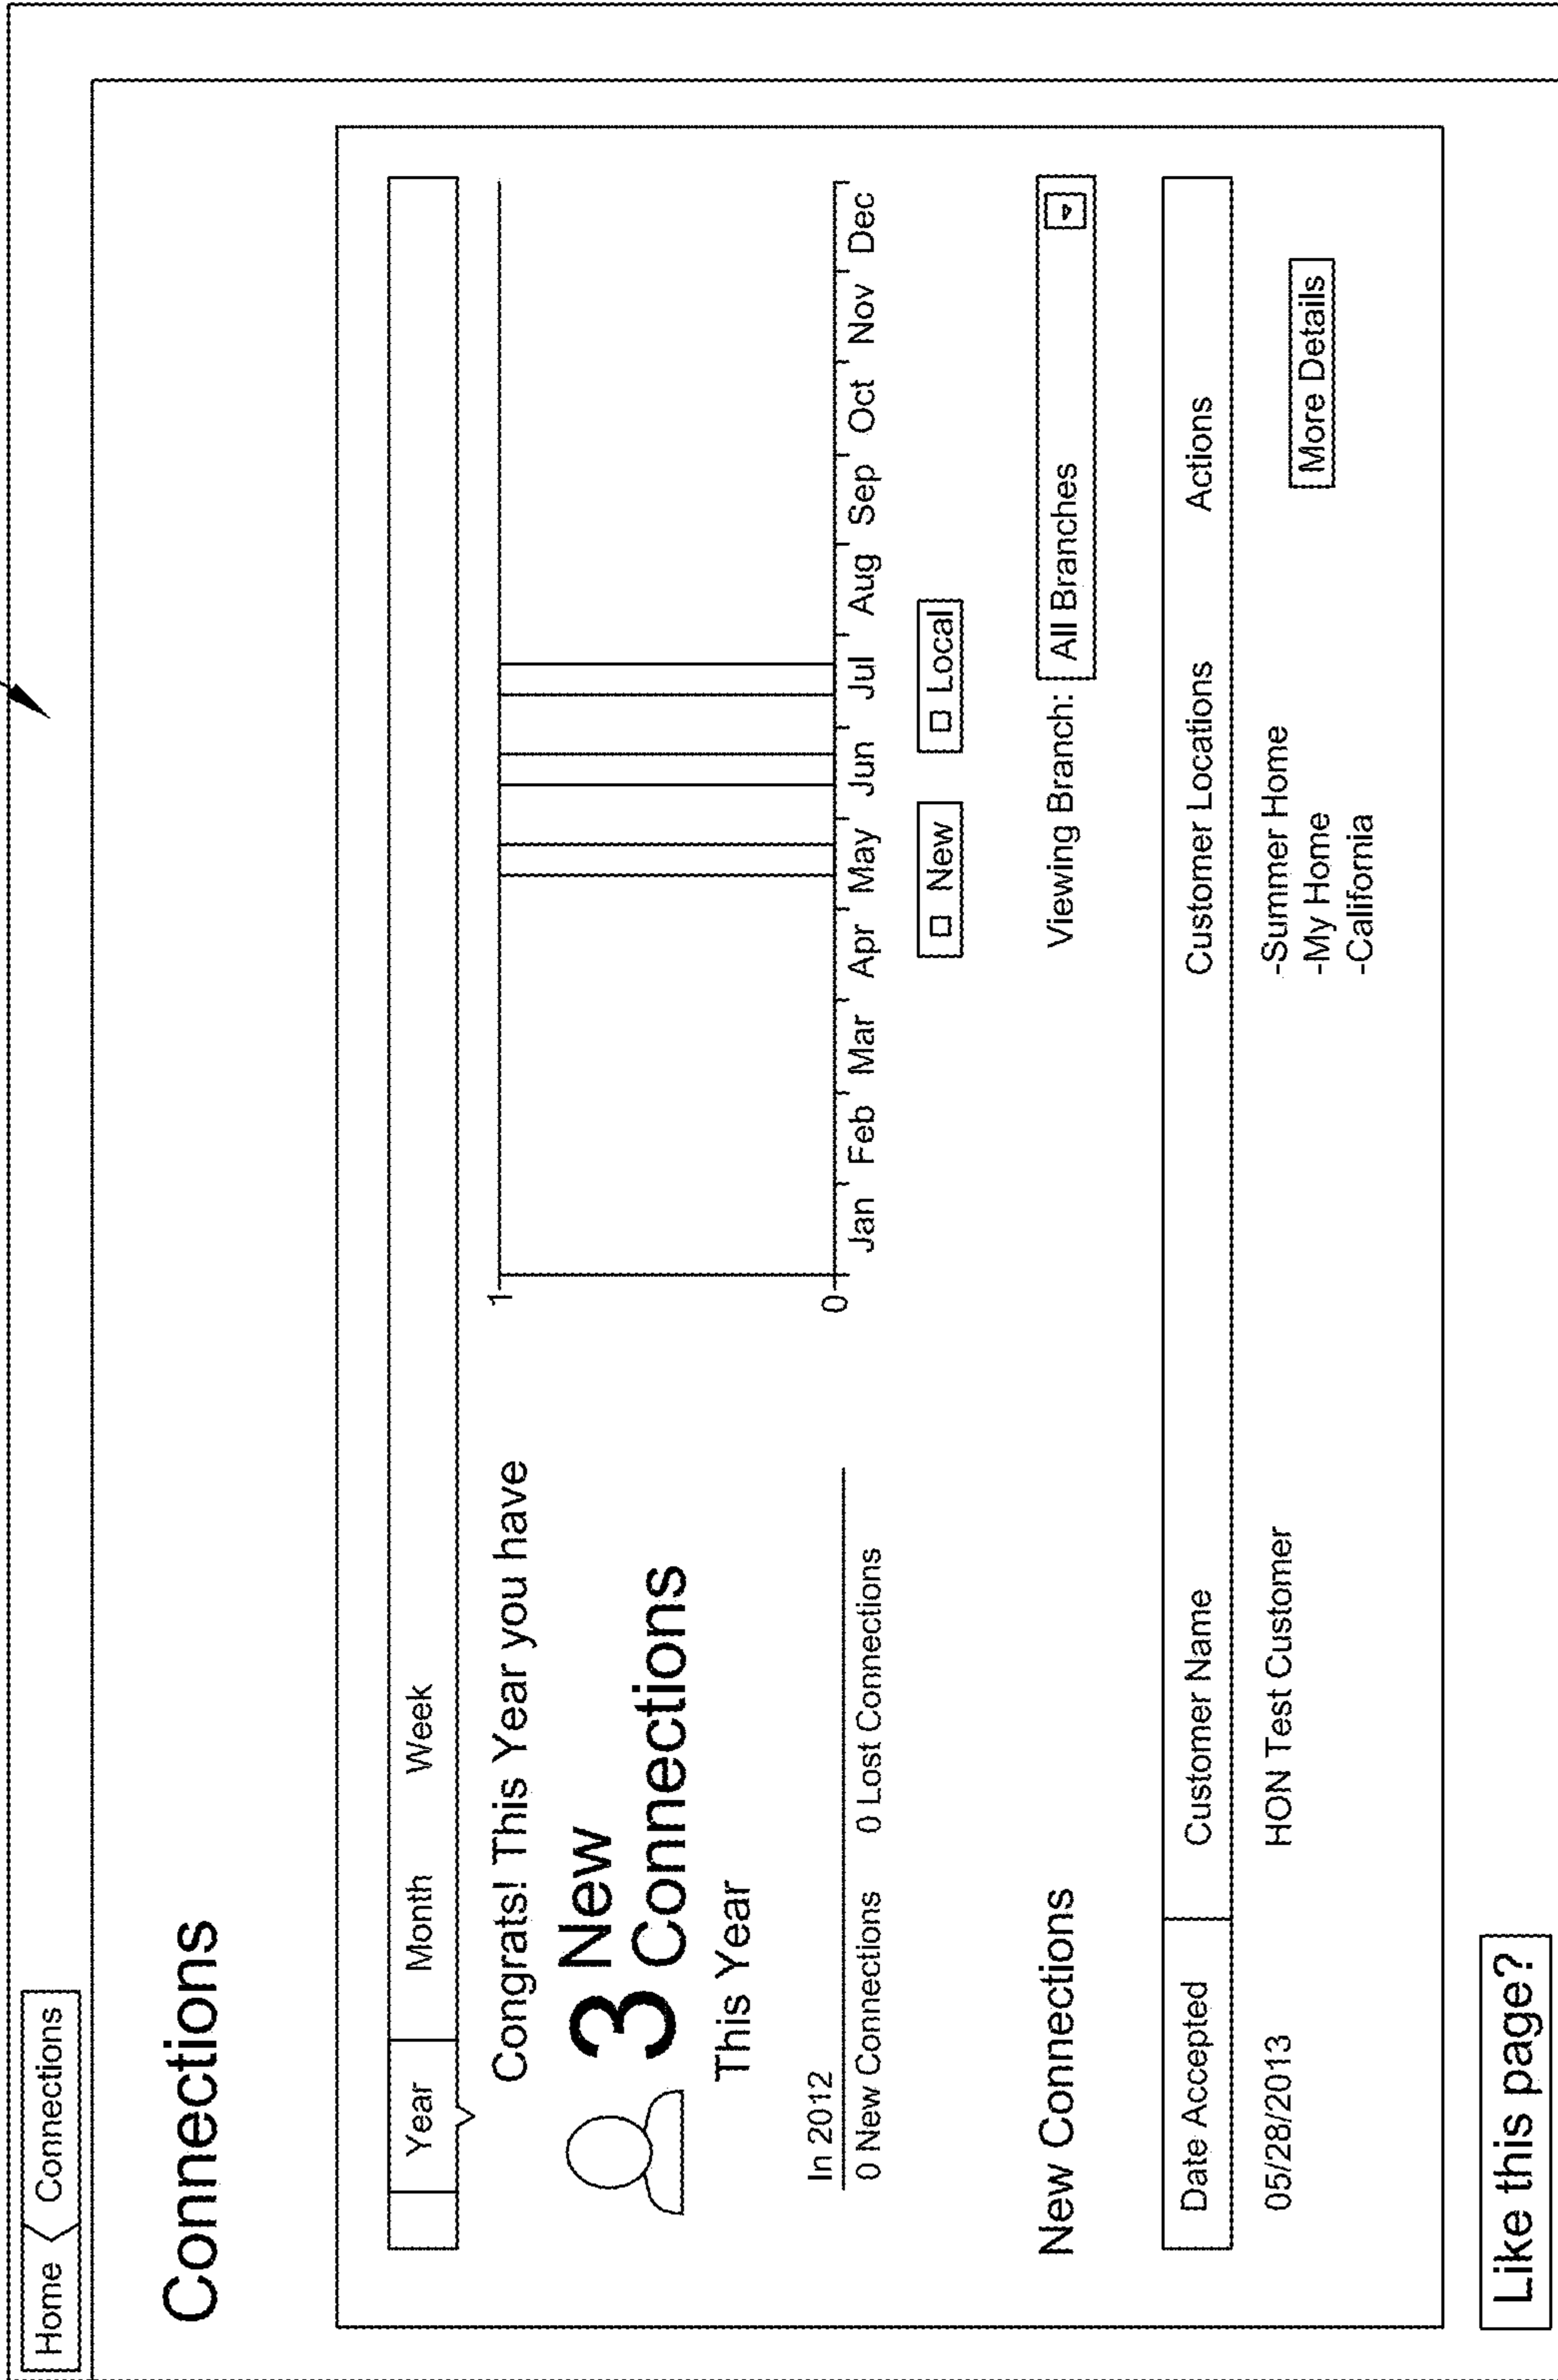 Home Connections
Connections
Year Month Week
Congrats! This Year you have
3 New
Connections
This Year
In 2012
0 New Connections 0 Lost Connections
1
0
Jan Feb Mar Apr May Jun Jul Aug Sep Oct Nov Dec
New Local
New Connections
Viewing Branch: All Branches
Date Accepted Customer Name Customer Locations Actions
05/28/2013 HON Test Customer -Summer Home
-My Home
-California
More Details
Like this page?